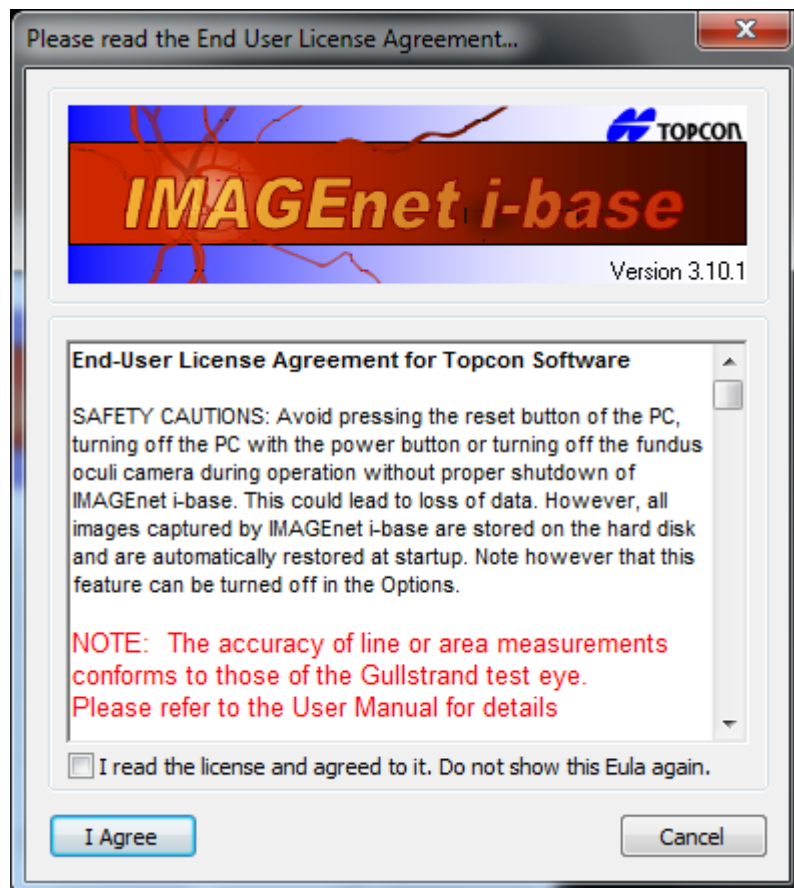 Please read the End User License Agreement...
TOPCON
IMAGEnet i-base
Version 3.10.1
End-User License Agreement for Topcon Software
SAFETY CAUTIONS: Avoid pressing the reset button of the PC,
turning off the PC with the power button or turning off the fundus
oculi camera during operation without proper shutdown of
IMAGEnet i-base. This could lead to loss of data. However, all
images captured by IMAGEnet i-base are stored on the hard disk
and are automatically restored at startup. Note however that this
feature can be turned off in the Options.
NOTE: The accuracy of line or area measurements
conforms to those of the Gullstrand test eye.
Please refer to the User Manual for details
I read the license and agreed to it. Do not show this Eula again.
I Agree
Cancel